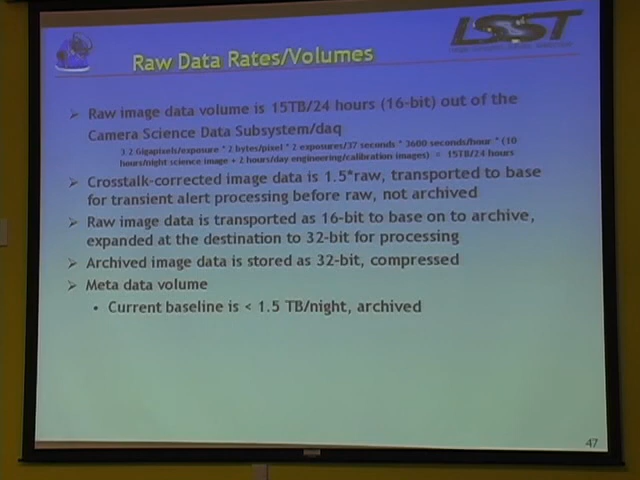 LSST
Raw Data Rates/Volumes
➤ Raw image data volume is 15TB/24 hours (16-bit) out of the
Camera Science Data Subsystem/daq
3.2 Gigapixels/exposure * 2 bytes/pixel * 2 exposures/37 seconds * 3600 seconds/hour * (10
hours/night science image + 2 hours/day engineering/calibration images) = 15TB/24 hours
➤ Crosstalk-corrected image data is 1.5*raw, transported to base
for transient alert processing before raw, not archived
➤ Raw image data is transported as 16-bit to base on to archive,
expanded at the destination to 32-bit for processing
➤ Archived image data is stored as 32-bit, compressed
➤ Meta data volume
• Current baseline is < 1.5 TB/night, archived
47